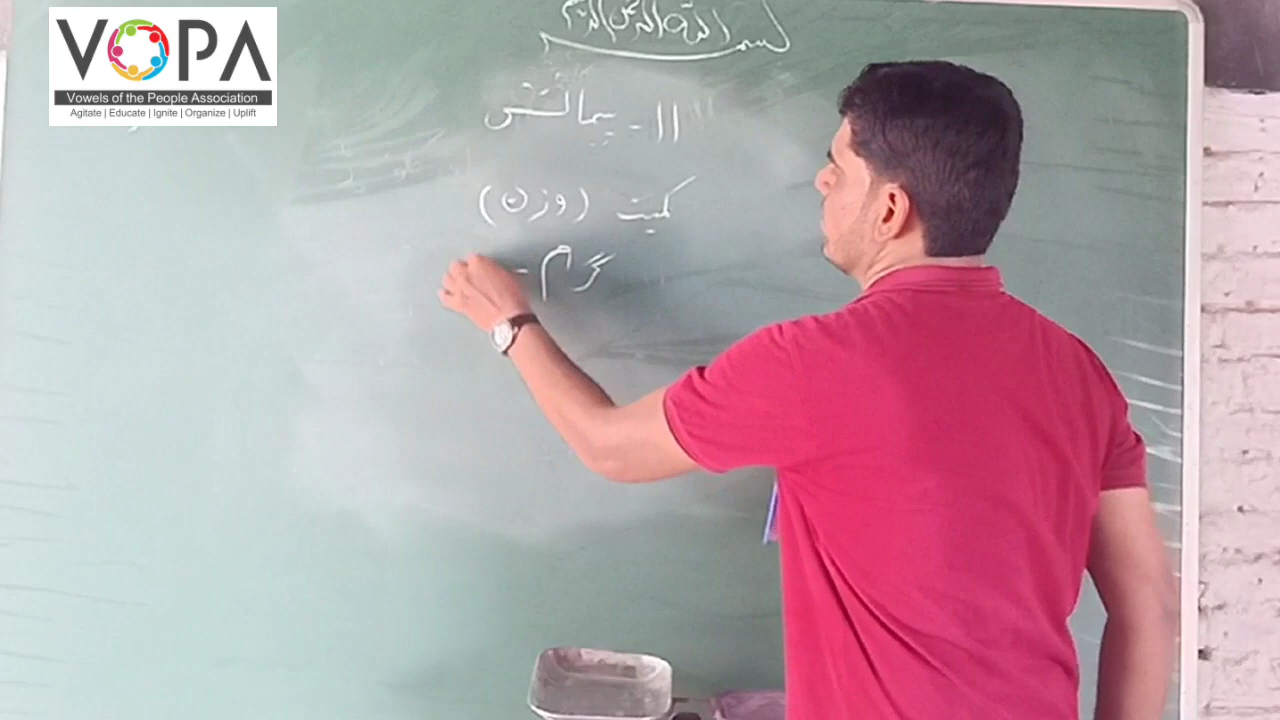 VOPA
Vowels of the People Association
Agitate | Educate | Ignite | Organize | Uplift
بسم اللہ الرحمن الرحیم
11- پیمائش
کمیت (وزن)
گرام -